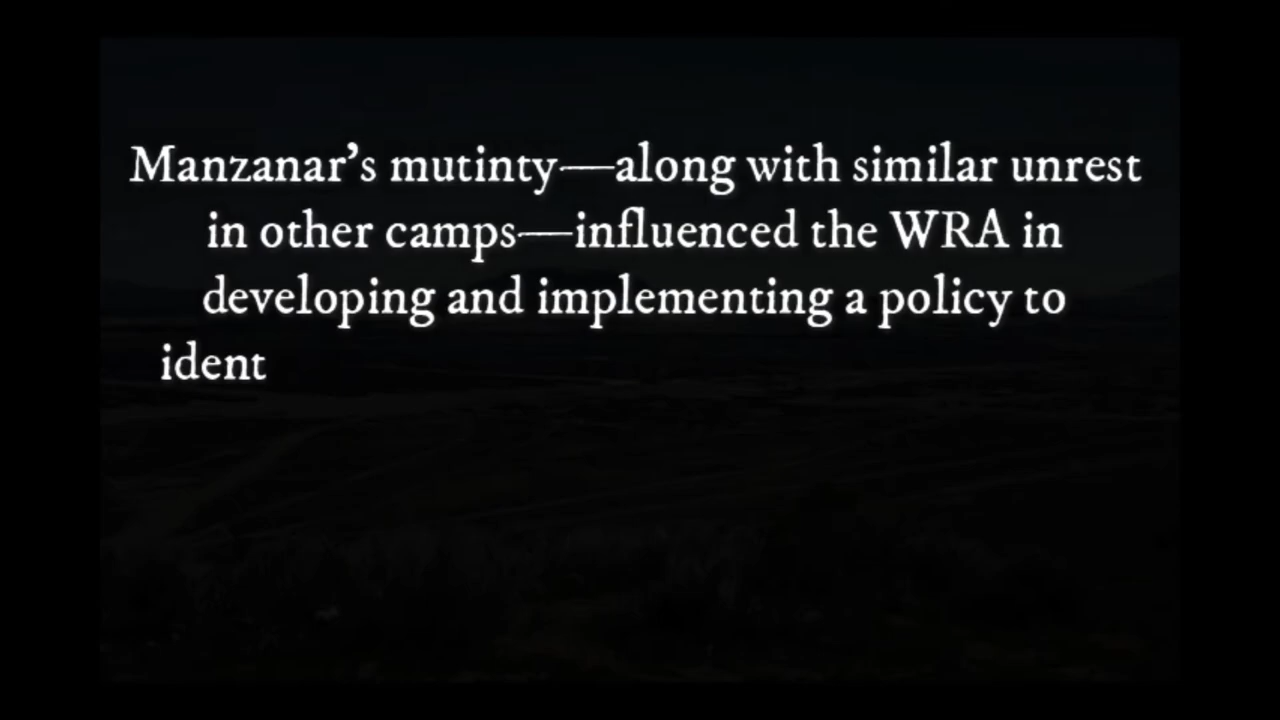 Manzanar’s mutinty—along with similar unrest
in other camps—influenced the WRA in
developing and implementing a policy to
ident